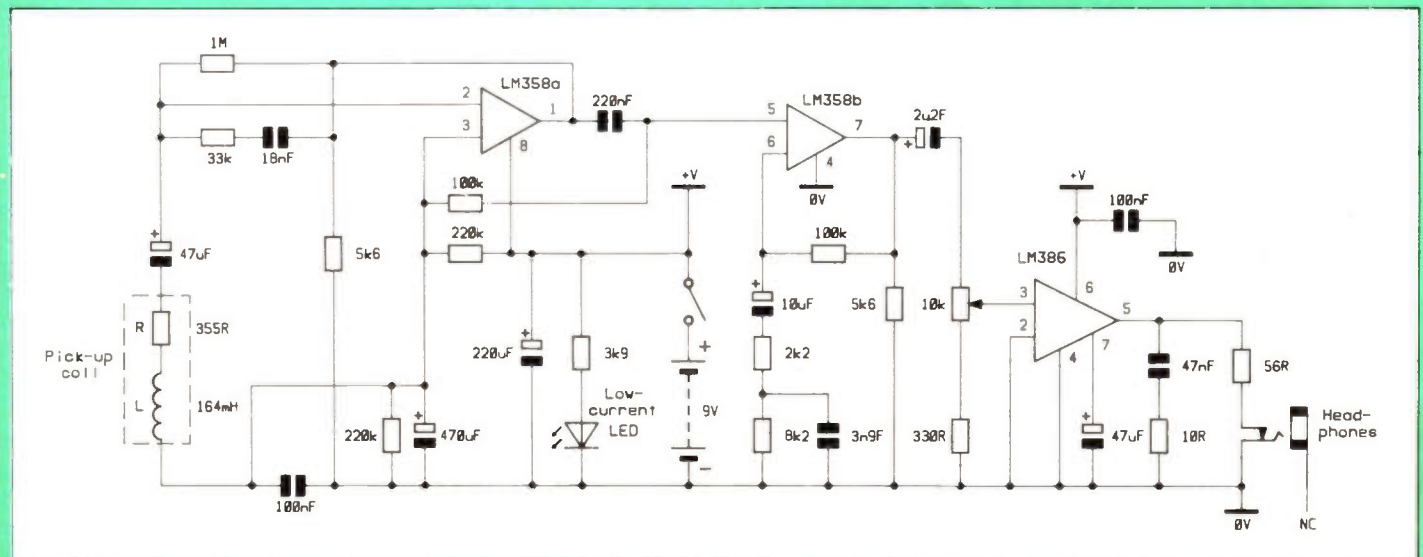 1M
LM358a
2
3
1
8
220nF
33k
18nF
100k
220k
+V
LM358b
5
6
7
4
0V
2u2F
+
+V
100nF
0V
+
47uF
5k6
100k
10uF
+
5k6
10k
LM386
3
2
6
5
7
4
Pick-up
coil
R
355R
L
164mH
220uF
+
3k9
Low-
current
LED
+
9V
-
2k2
8k2
3n9F
330R
47uF
+
47nF
10R
56R
Head-
phones
220k
470uF
+
100nF
0V
NC